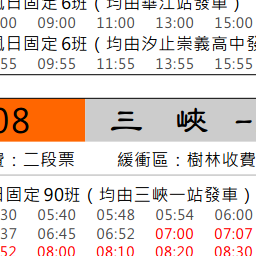 日固定 6班（均由華江站發車）
00 09:00 11:00 13:00 15:00
日固定 6班（均由汐止崇義高中發
55 09:55 11:55 13:55 15:55
08 三 峽 一
費：二段票 緩衝區：樹林收費
日固定 90班（均由三峽一站發車）
30 05:40 05:48 05:54 06:00
37 06:45 06:52 07:00 07:07
52 08:00 08:10 08:20 08:30